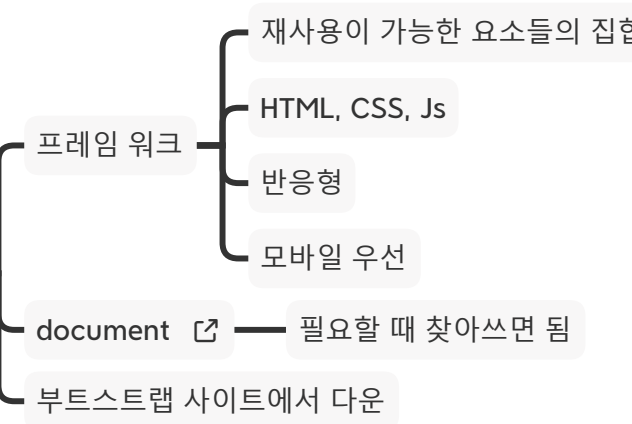 재사용이 가능한 요소들의 집합
HTML, CSS, Js
프레임 워크
반응형
모바일 우선
document
필요할 때 찾아쓰면 됨
부트스트랩 사이트에서 다운